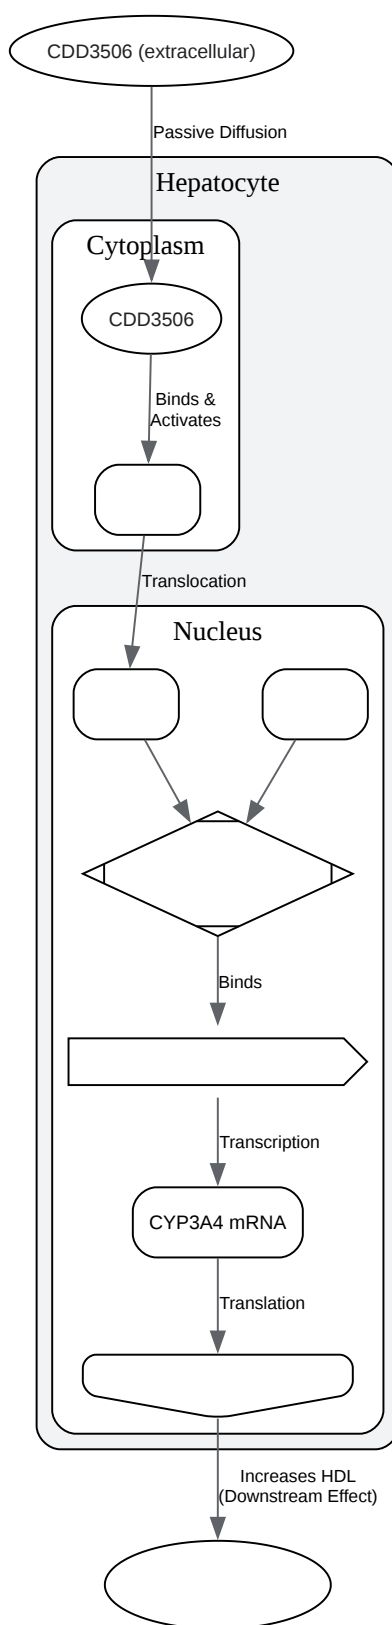 CDD3506 (extracellular)
Passive Diffusion
Hepatocyte
Cytoplasm
CDD3506
Binds &
Activates
Translocation
Nucleus
Binds
Transcription
CYP3A4 mRNA
Translation
Increases HDL
(Downstream Effect)